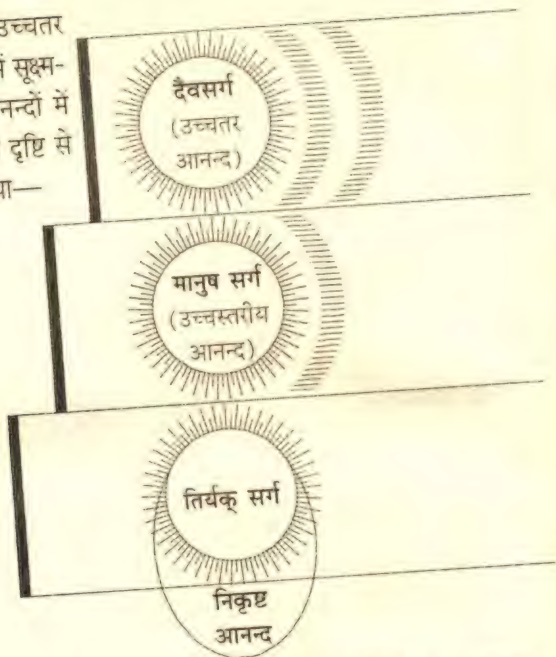 उच्चतर
में सूक्ष्म-
नन्दों में
दृष्टि से
था—
दैवसर्ग
(उच्चतर
आनन्द)
मानुष सर्ग
(उच्चस्तरीय
आनन्द)
तिर्यक् सर्ग
निकृष्ट
आनन्द